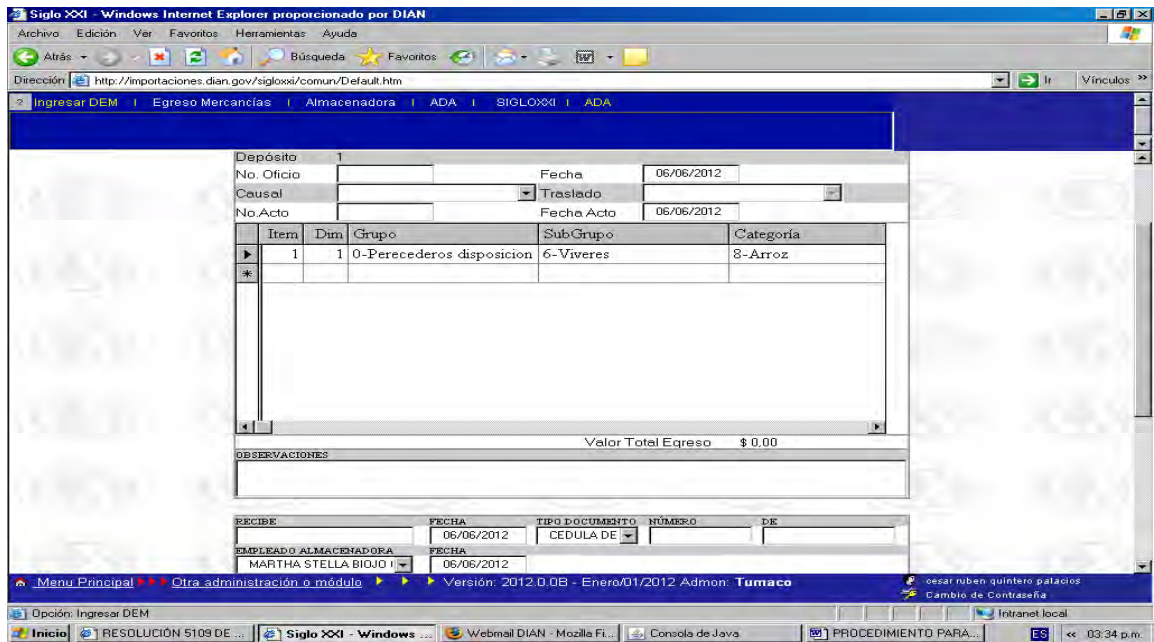 Siglo XXI - Windows Internet Explorer proporcionado por DIAN
Archivo Edición Ver Favoritos Herramientas Ayuda
Atrás Búsqueda Favoritos
Dirección http://importaciones.dian.gov/sigloxxi/comun/Default.htm Ir Vínculos »
? Ingresar DEM | Egreso Mercancías | Almacenadora | ADA | SIGLOXXI | ADA
Depósito 1
No. Oficio Fecha 06/06/2012
Causal Traslado
No.Acto Fecha Acto 06/06/2012
Item Dim Grupo SubGrupo Categoría
1 1 0-Perecederos disposicion 6-Viveres 8-Arroz
*
Valor Total Egreso $ 0,00
OBSERVACIONES
RECIBE FECHA TIPO DOCUMENTO NÚMERO DE
06/06/2012 CEDULA DE
EMPLEADO ALMACENADORA FECHA
MARTHA STELLA BIOJO 06/06/2012
Menu Principal Otra administración o módulo Versión: 2012.0.0B - Enero/01/2012 Admon: Tumaco cesar ruben quintero palacios
Cambio de Contraseña
Opción: Ingresar DEM Intranet local
Inicio RESOLUCIÓN 5109 DE ... Siglo XXI - Windows ... Webmail DIAN - Mozilla Fi... Consola de Java PROCEDIMIENTO PARA... ES « 03:34 p.m.